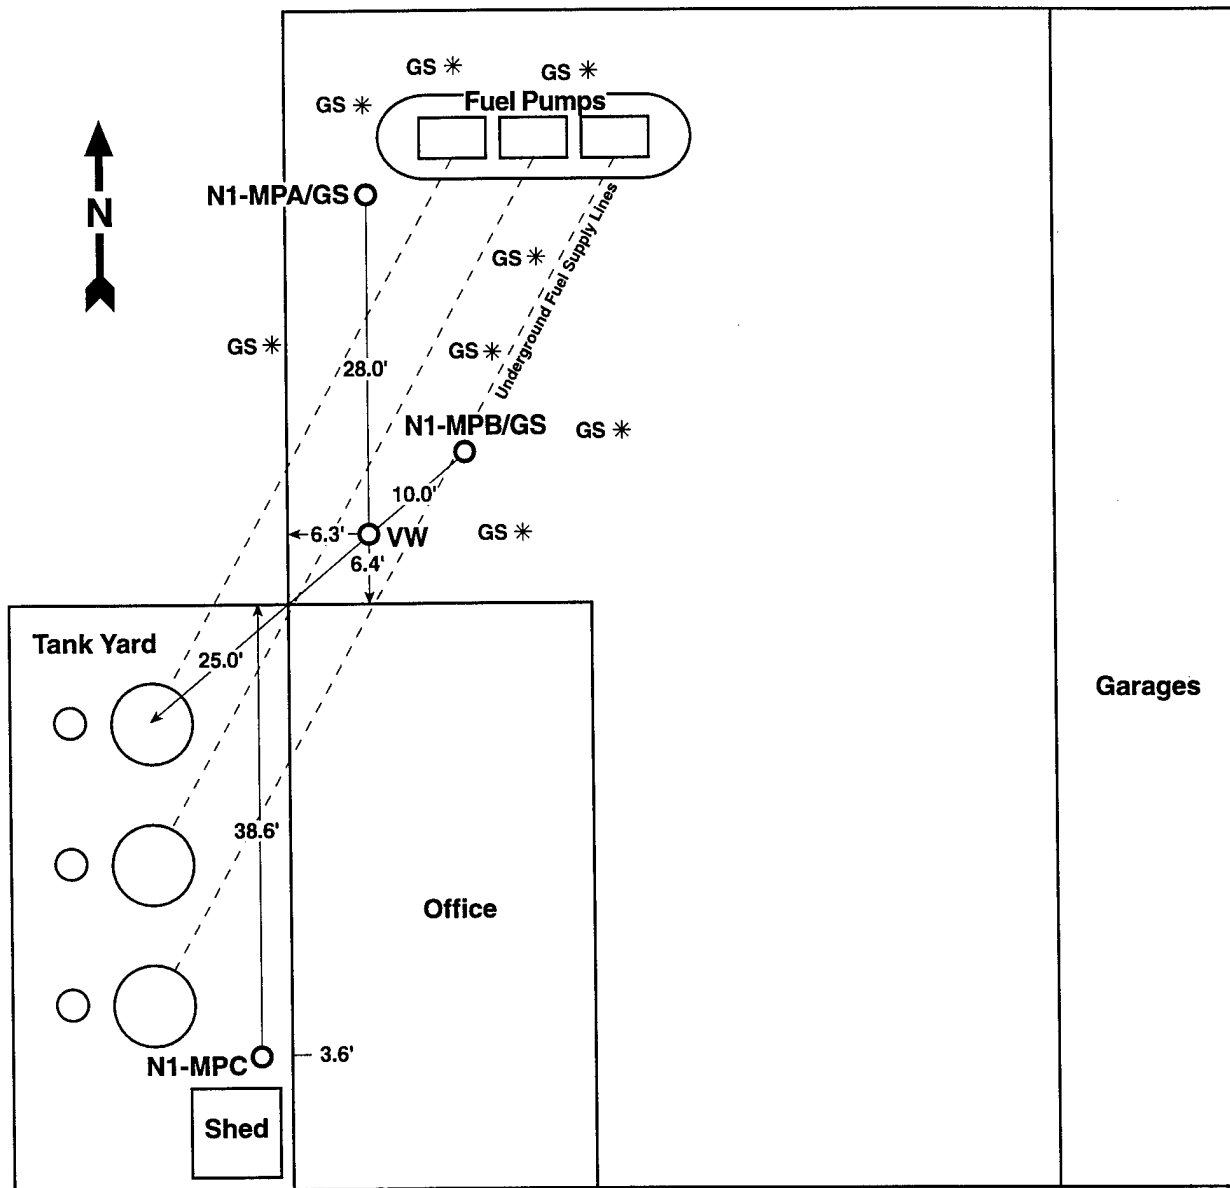 GS ✳
GS ✳
GS ✳
Fuel Pumps
N
N1-MPA/GS
GS ✳
Underground Fuel Supply Lines
GS ✳
GS ✳
28.0'
N1-MPB/GS
GS ✳
10.0'
6.3'
VW
GS ✳
6.4'
Tank Yard
25.0'
Garages
38.6'
Office
N1-MPC
3.6'
Shed